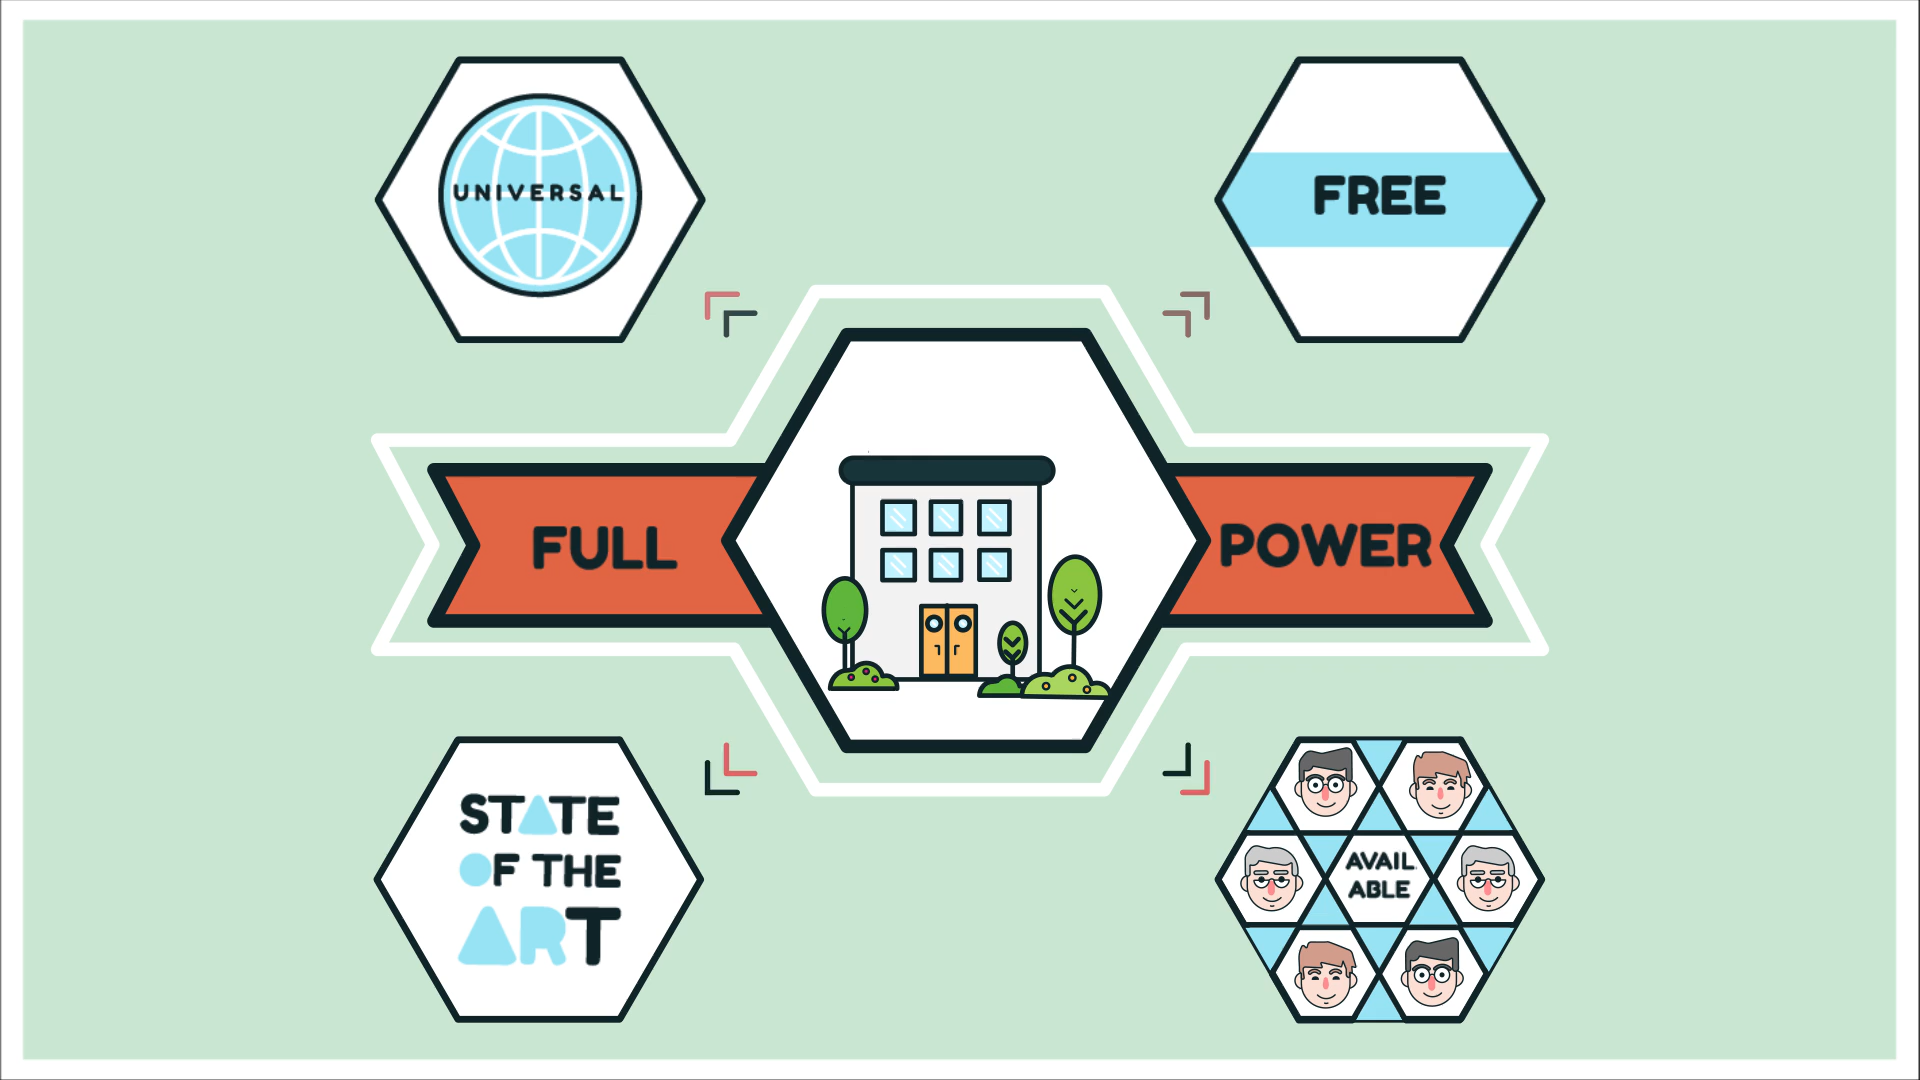 UNIVERSAL
FREE
FULL
POWER
STATE
OF THE
ART
AVAIL
ABLE